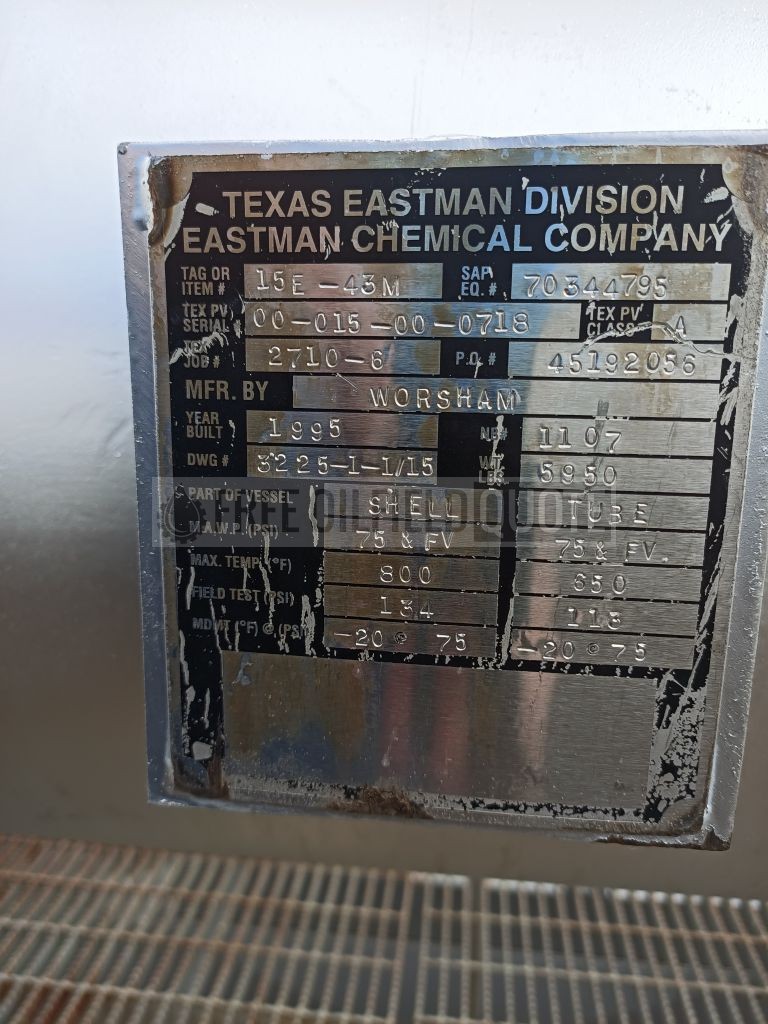 TEXAS EASTMAN DIVISION
EASTMAN CHEMICAL COMPANY
TAG OR ITEM # 15E-43M SAP EQ. # 70344795
TEX PV SERIAL 00-015-00-0718 TEX PV CLASS A
JOB # 2710-6 P.O. # 45192056
MFR. BY WORSHAM
YEAR BUILT 1995 NB# 1107
DWG # 3225-1-1/15 WT. LBS 5950
PART OF VESSEL SHELL TUBE
M.A.W.P. (PSI) 75 & FV 75 & FV.
MAX. TEMP. (°F) 800 650
FIELD TEST (PSI) 134 113
MDMT (°F) @ (PSI) -20 @ 75 -20 @ 75
FREE OILFIELD QUOTE